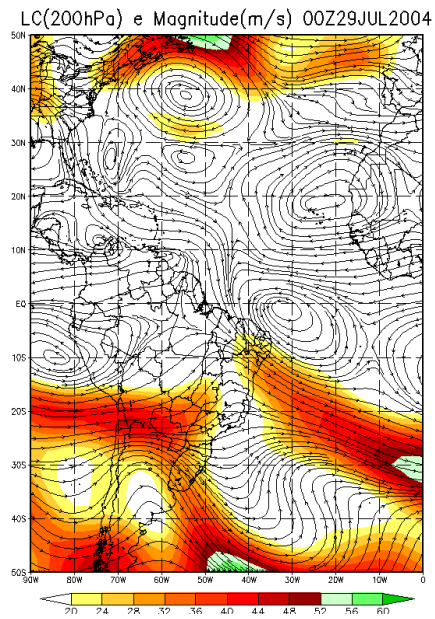 LC(200hPa) e Magnitude(m/s) 00Z29JUL2004
50N
40N
30N
20N
10N
EQ
10S
20S
30S
40S
50S
90W 80W 70W 60W 50W 40W 30W 20W 10W 0
20 24 28 32 36 40 44 48 52 56 60